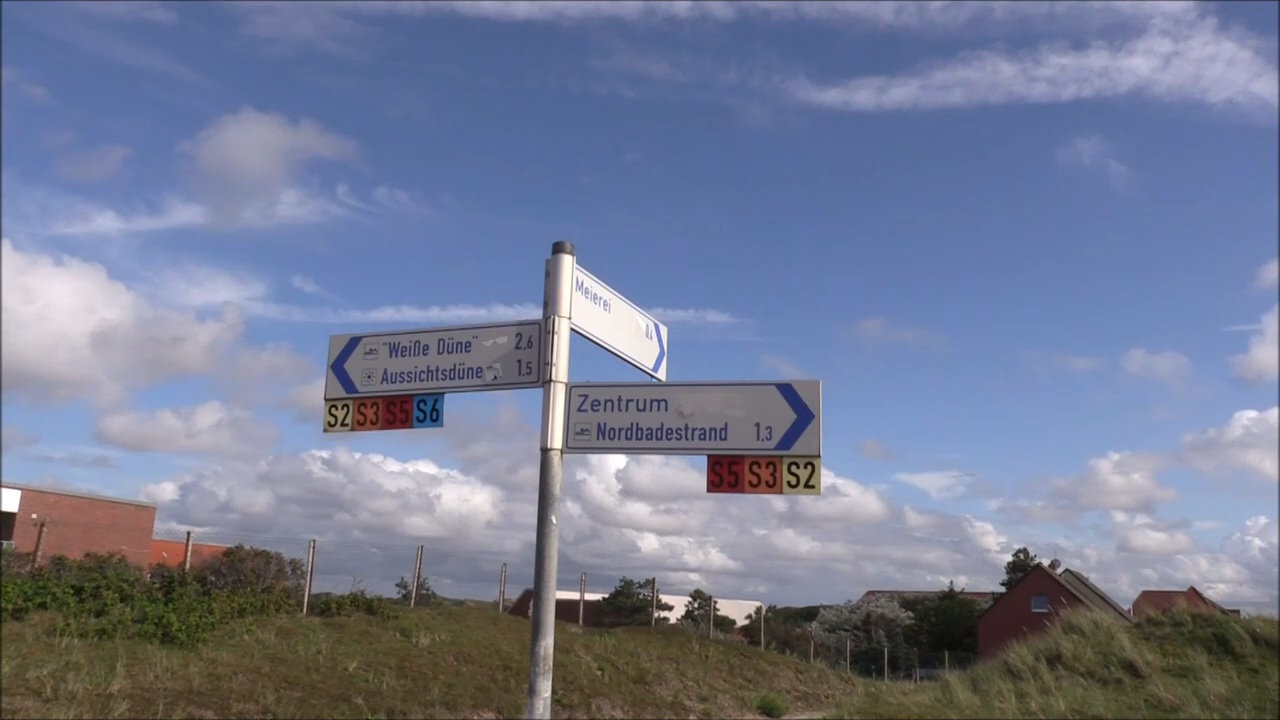 Meierei
"Weiße Düne" 2,6
Aussichtsdüne 1,5
S2 S3 S5 S6
Zentrum
Nordbadestrand 1,3
S5 S3 S2